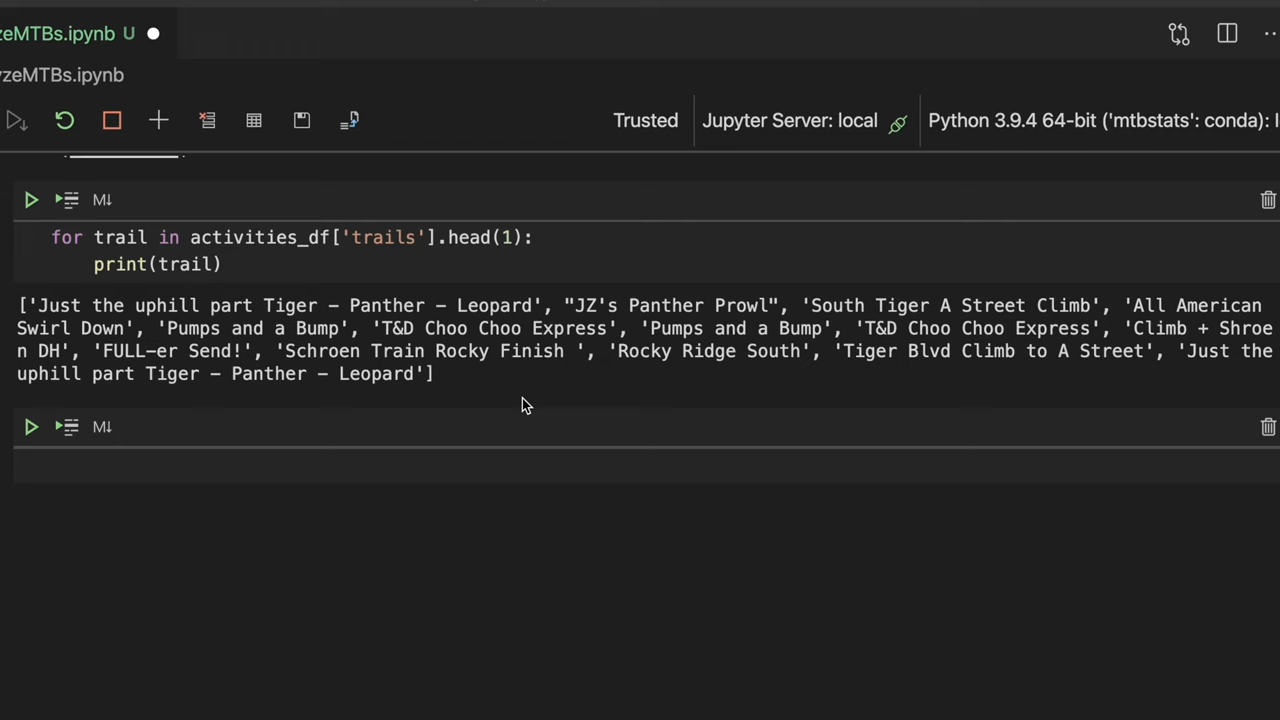 zeMTBs.ipynb U
yzeMTBs.ipynb
Trusted Jupyter Server: local Python 3.9.4 64-bit ('mtbstats': conda):
M↓
for trail in activities_df['trails'].head(1):
print(trail)
['Just the uphill part Tiger – Panther – Leopard', "JZ's Panther Prowl", 'South Tiger A Street Climb', 'All American
Swirl Down', 'Pumps and a Bump', 'T&D Choo Choo Express', 'Pumps and a Bump', 'T&D Choo Choo Express', 'Climb + Shroe
n DH', 'FULL–er Send!', 'Schroen Train Rocky Finish ', 'Rocky Ridge South', 'Tiger Blvd Climb to A Street', 'Just the
uphill part Tiger – Panther – Leopard']
M↓